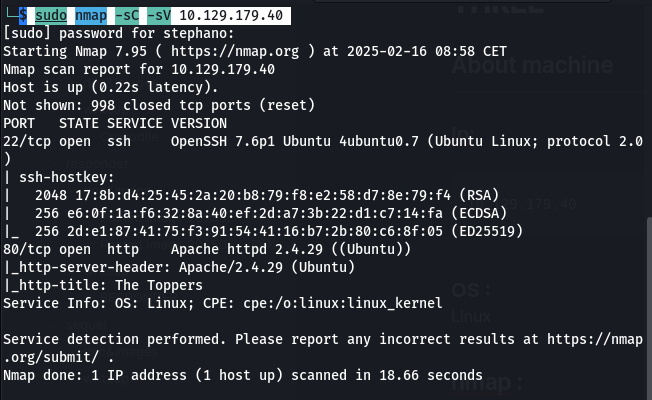 └─$ sudo nmap -sC -sV 10.129.179.40
[sudo] password for stephano:
Starting Nmap 7.95 ( https://nmap.org ) at 2025-02-16 08:58 CET
Nmap scan report for 10.129.179.40
Host is up (0.22s latency).
Not shown: 998 closed tcp ports (reset)
PORT   STATE SERVICE VERSION
22/tcp open  ssh     OpenSSH 7.6p1 Ubuntu 4ubuntu0.7 (Ubuntu Linux; protocol 2.0
)
| ssh-hostkey:
|   2048 17:8b:d4:25:45:2a:20:b8:79:f8:e2:58:d7:8e:79:f4 (RSA)
|   256 e6:0f:1a:f6:32:8a:40:ef:2d:a7:3b:22:d1:c7:14:fa (ECDSA)
|_  256 2d:e1:87:41:75:f3:91:54:41:16:b7:2b:80:c6:8f:05 (ED25519)
80/tcp open  http    Apache httpd 2.4.29 ((Ubuntu))
|_http-server-header: Apache/2.4.29 (Ubuntu)
|_http-title: The Toppers
Service Info: OS: Linux; CPE: cpe:/o:linux:linux_kernel
Service detection performed. Please report any incorrect results at https://nmap
.org/submit/ .
Nmap done: 1 IP address (1 host up) scanned in 18.66 seconds
THREE
About machine
OS :
Linux
nmap :